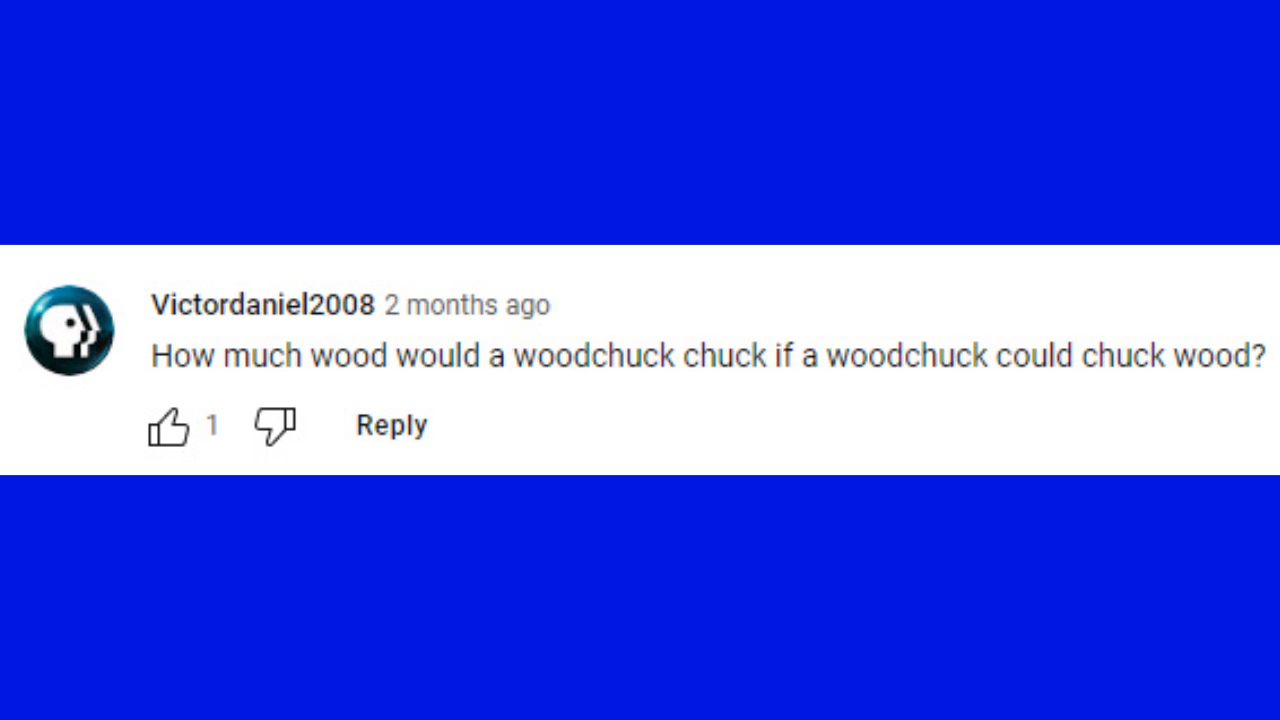 Victordaniel2008 2 months ago
How much wood would a woodchuck chuck if a woodchuck could chuck wood?
1 Reply